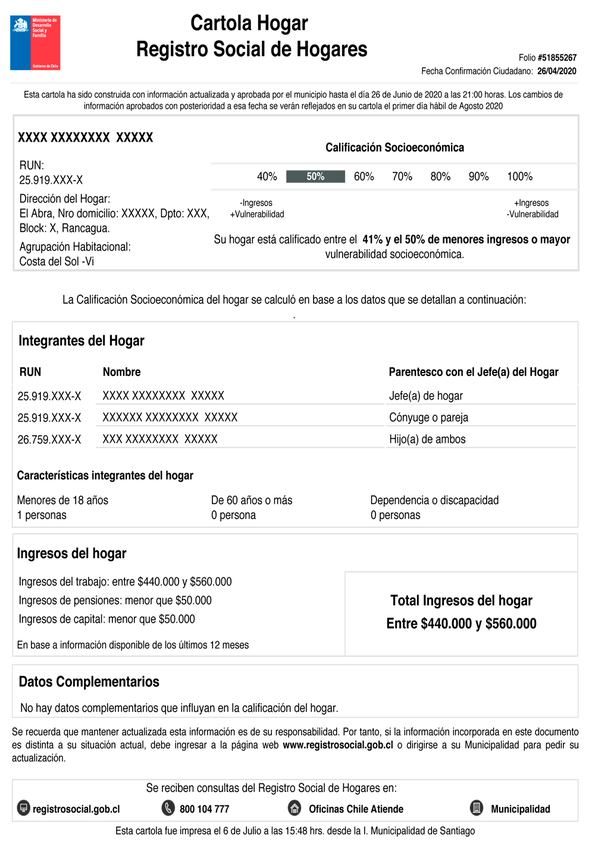 Ministerio de
Desarrollo
Social y
Familia
Gobierno de Chile
Cartola Hogar
Registro Social de Hogares
Folio #51855267
Fecha Confirmación Ciudadano: 26/04/2020
Esta cartola ha sido construida con información actualizada y aprobada por el municipio hasta el día 26 de Junio de 2020 a las 21:00 horas. Los cambios de
información aprobados con posterioridad a esa fecha se verán reflejados en su cartola el primer día hábil de Agosto 2020
XXXX XXXXXXXX XXXXX
RUN:
25.919.XXX-X
Dirección del Hogar:
El Abra, Nro domicilio: XXXXX, Dpto: XXX,
Block: X, Rancagua.
Agrupación Habitacional:
Costa del Sol -Vi
Calificación Socioeconómica
40% 50% 60% 70% 80% 90% 100%
-Ingresos +Ingresos
+Vulnerabilidad -Vulnerabilidad
Su hogar está calificado entre el 41% y el 50% de menores ingresos o mayor
vulnerabilidad socioeconómica.
La Calificación Socioeconómica del hogar se calculó en base a los datos que se detallan a continuación:
.
Integrantes del Hogar
RUN Nombre Parentesco con el Jefe(a) del Hogar
25.919.XXX-X XXXX XXXXXXXX XXXXX Jefe(a) de hogar
25.919.XXX-X XXXXXX XXXXXXXX XXXXX Cónyuge o pareja
26.759.XXX-X XXX XXXXXXXX XXXXX Hijo(a) de ambos
Características integrantes del hogar
Menores de 18 años De 60 años o más Dependencia o discapacidad
1 personas 0 persona 0 personas
Ingresos del hogar
Ingresos del trabajo: entre $440.000 y $560.000
Ingresos de pensiones: menor que $50.000
Ingresos de capital: menor que $50.000
En base a información disponible de los últimos 12 meses
Total Ingresos del hogar
Entre $440.000 y $560.000
Datos Complementarios
No hay datos complementarios que influyan en la calificación del hogar.
Se recuerda que mantener actualizada esta información es de su responsabilidad. Por tanto, si la información incorporada en este documento
es distinta a su situación actual, debe ingresar a la página web www.registrosocial.gob.cl o dirigirse a su Municipalidad para pedir su
actualización.
Se reciben consultas del Registro Social de Hogares en:
registrosocial.gob.cl 800 104 777 Oficinas Chile Atiende Municipalidad
Esta cartola fue impresa el 6 de Julio a las 15:48 hrs. desde la I. Municipalidad de Santiago